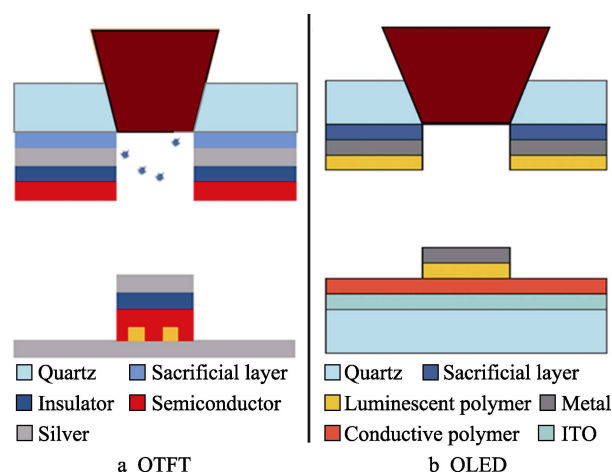 Quartz Sacrificial layer
Insulator Semiconductor
Silver
a OTFT
Quartz Sacrificial layer
Luminescent polymer Metal
Conductive polymer ITO
b OLED